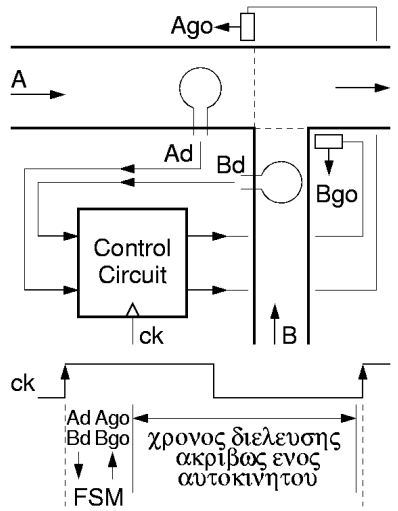 Ago
A
Ad
Bd
Bgo
Control
Circuit
ck
B
ck
Ad Ago
Bd Bgo
FSM
χρονος διελευσης
ακριβως ενος
αυτοκινητου